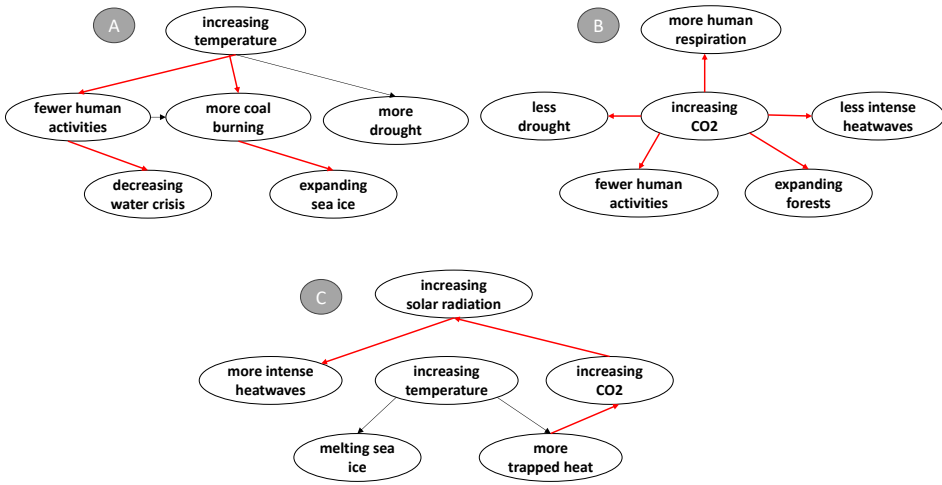 A
increasing
temperature
fewer human
activities
more coal
burning
more
drought
decreasing
water crisis
expanding
sea ice
B
more human
respiration
less
drought
increasing
CO2
less intense
heatwaves
fewer human
activities
expanding
forests
C
increasing
solar radiation
more intense
heatwaves
increasing
temperature
increasing
CO2
melting sea
ice
more
trapped heat